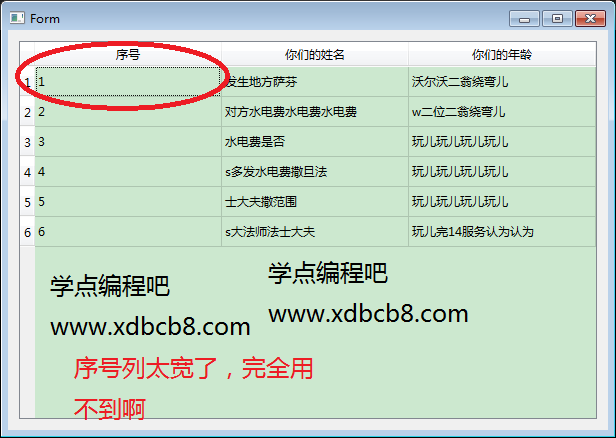 Form
序号 你们的姓名 你们的年龄
1 1 发生地方萨芬 沃尔沃二翁绕弯儿
2 2 对方水电费水电费水电费 w二位二翁绕弯儿
3 3 水电费是否 玩儿玩儿玩儿玩儿
4 4 s多发水电费撒旦法 玩儿玩儿玩儿玩儿
5 5 士大夫撒范围 玩儿玩儿玩儿玩儿
6 6 s大法师法士大夫 玩儿完14服务认为认为
学点编程吧
www.xdbcb8.com
学点编程吧
www.xdbcb8.com
序号列太宽了，完全用
不到啊